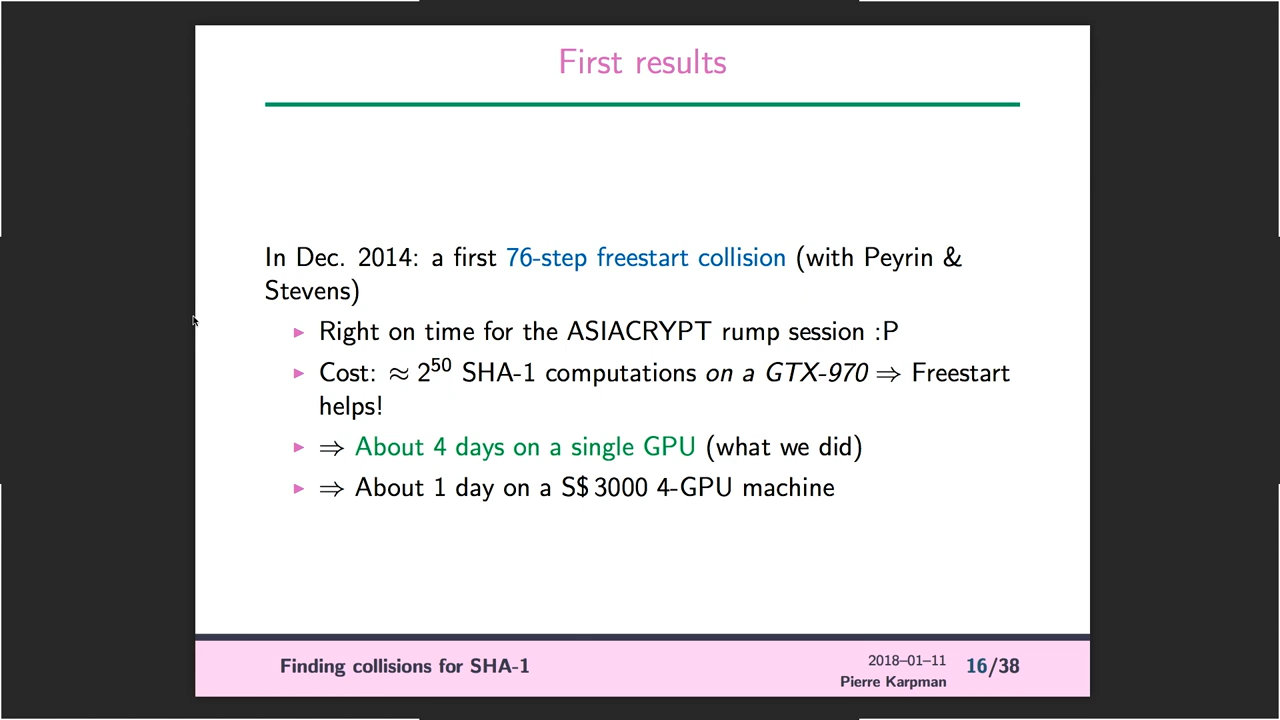 First results
In Dec. 2014: a first 76-step freestart collision (with Peyrin &
Stevens)
▶ Right on time for the ASIACRYPT rump session :P
▶ Cost: ≈ 2^50 SHA-1 computations on a GTX-970 ⇒ Freestart
helps!
▶ ⇒ About 4 days on a single GPU (what we did)
▶ ⇒ About 1 day on a S$ 3000 4-GPU machine
Finding collisions for SHA-1
2018–01–11
Pierre Karpman
16/38